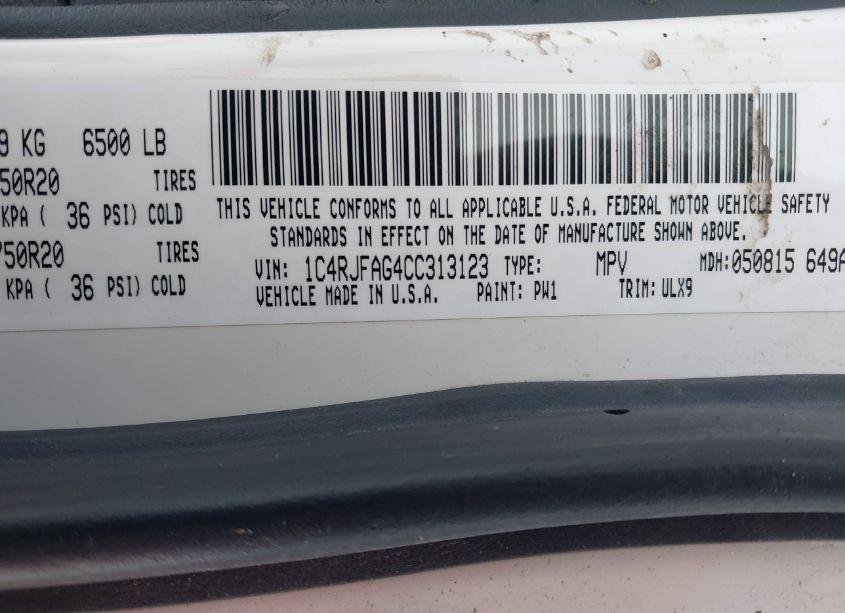 9 KG 6500 LB
50R20 TIRES
KPA ( 36 PSI) COLD
50R20 TIRES
KPA ( 36 PSI) COLD
THIS VEHICLE CONFORMS TO ALL APPLICABLE U.S.A. FEDERAL MOTOR VEHICLE SAFETY
STANDARDS IN EFFECT ON THE DATE OF MANUFACTURE SHOWN ABOVE.
VIN: 1C4RJFAG4CC313123 TYPE: MPV MDH:050815 649A
VEHICLE MADE IN U.S.A. PAINT: PW1 TRIM: ULX9